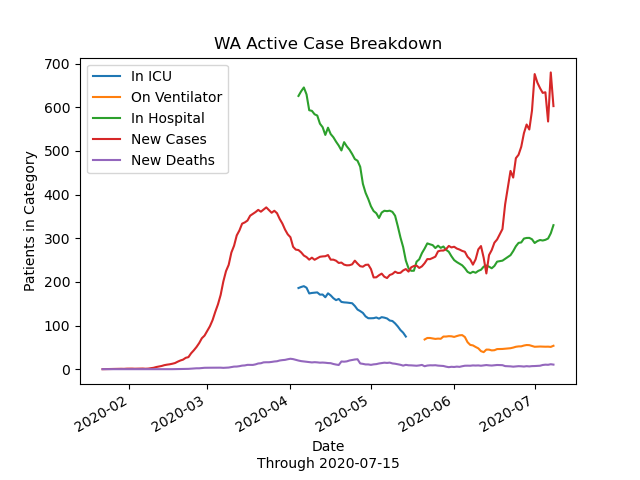 WA Active Case Breakdown
In ICU
On Ventilator
In Hospital
New Cases
New Deaths
Patients in Category
700
600
500
400
300
200
100
0
2020-02
2020-03
2020-04
2020-05
2020-06
2020-07
Date
Through 2020-07-15